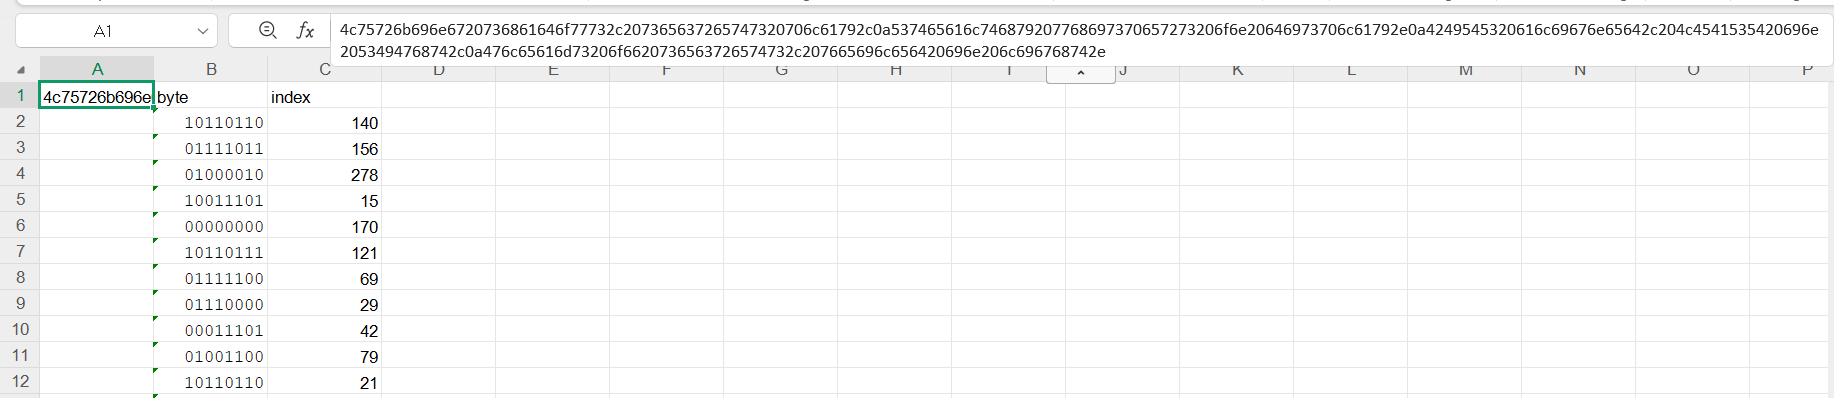 A1
fx
4c75726b696e6720736861646f77732c207365637265747320706c61792c0a537465616c746879207768697370657273206f6e20646973706c61792e0a4249545320616c69676e65642c204c4541535420696e
2053494768742c0a476c65616d73206f6620736563726574732c207665696c656420696e206c696768742e
A B C D E F G H I J K L M N O P
1 4c75726b696e byte index
2 10110110 140
3 01111011 156
4 01000010 278
5 10011101 15
6 00000000 170
7 10110111 121
8 01111100 69
9 01110000 29
10 00011101 42
11 01001100 79
12 10110110 21